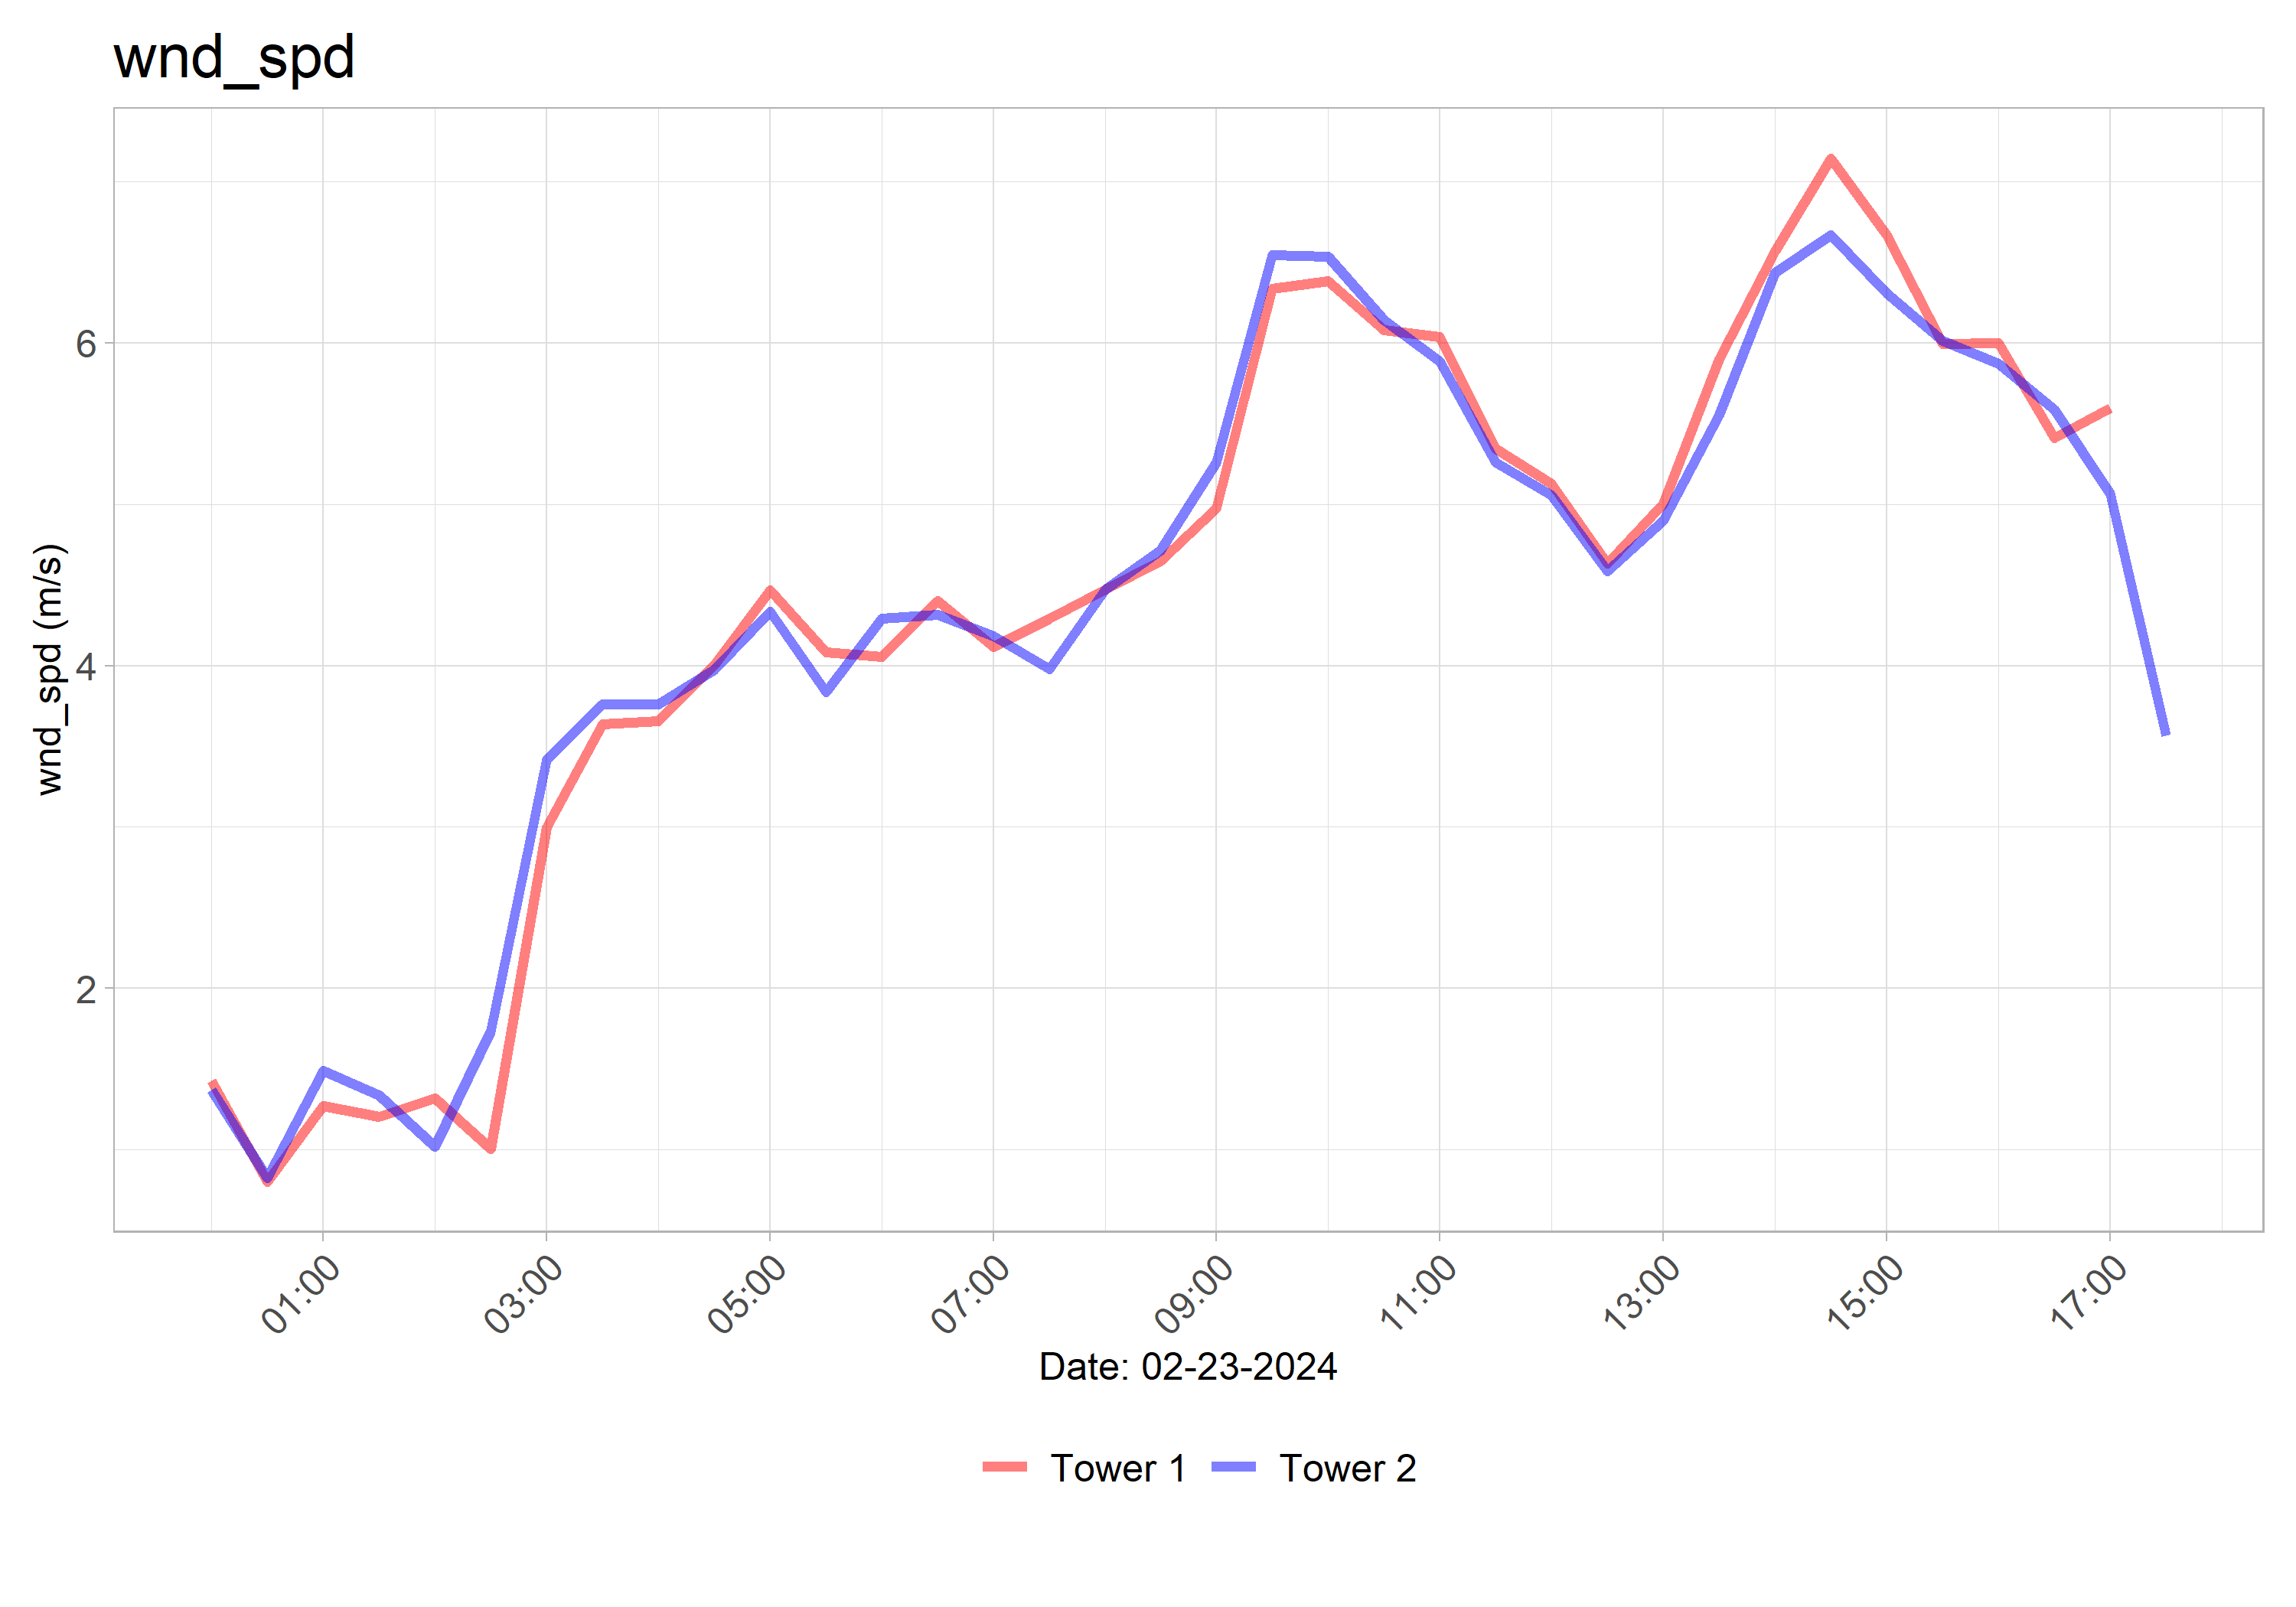 wnd_spd
wnd_spd (m/s)
6
4
2
01:00 03:00 05:00 07:00 09:00 11:00 13:00 15:00 17:00
Date: 02-23-2024
Tower 1 Tower 2